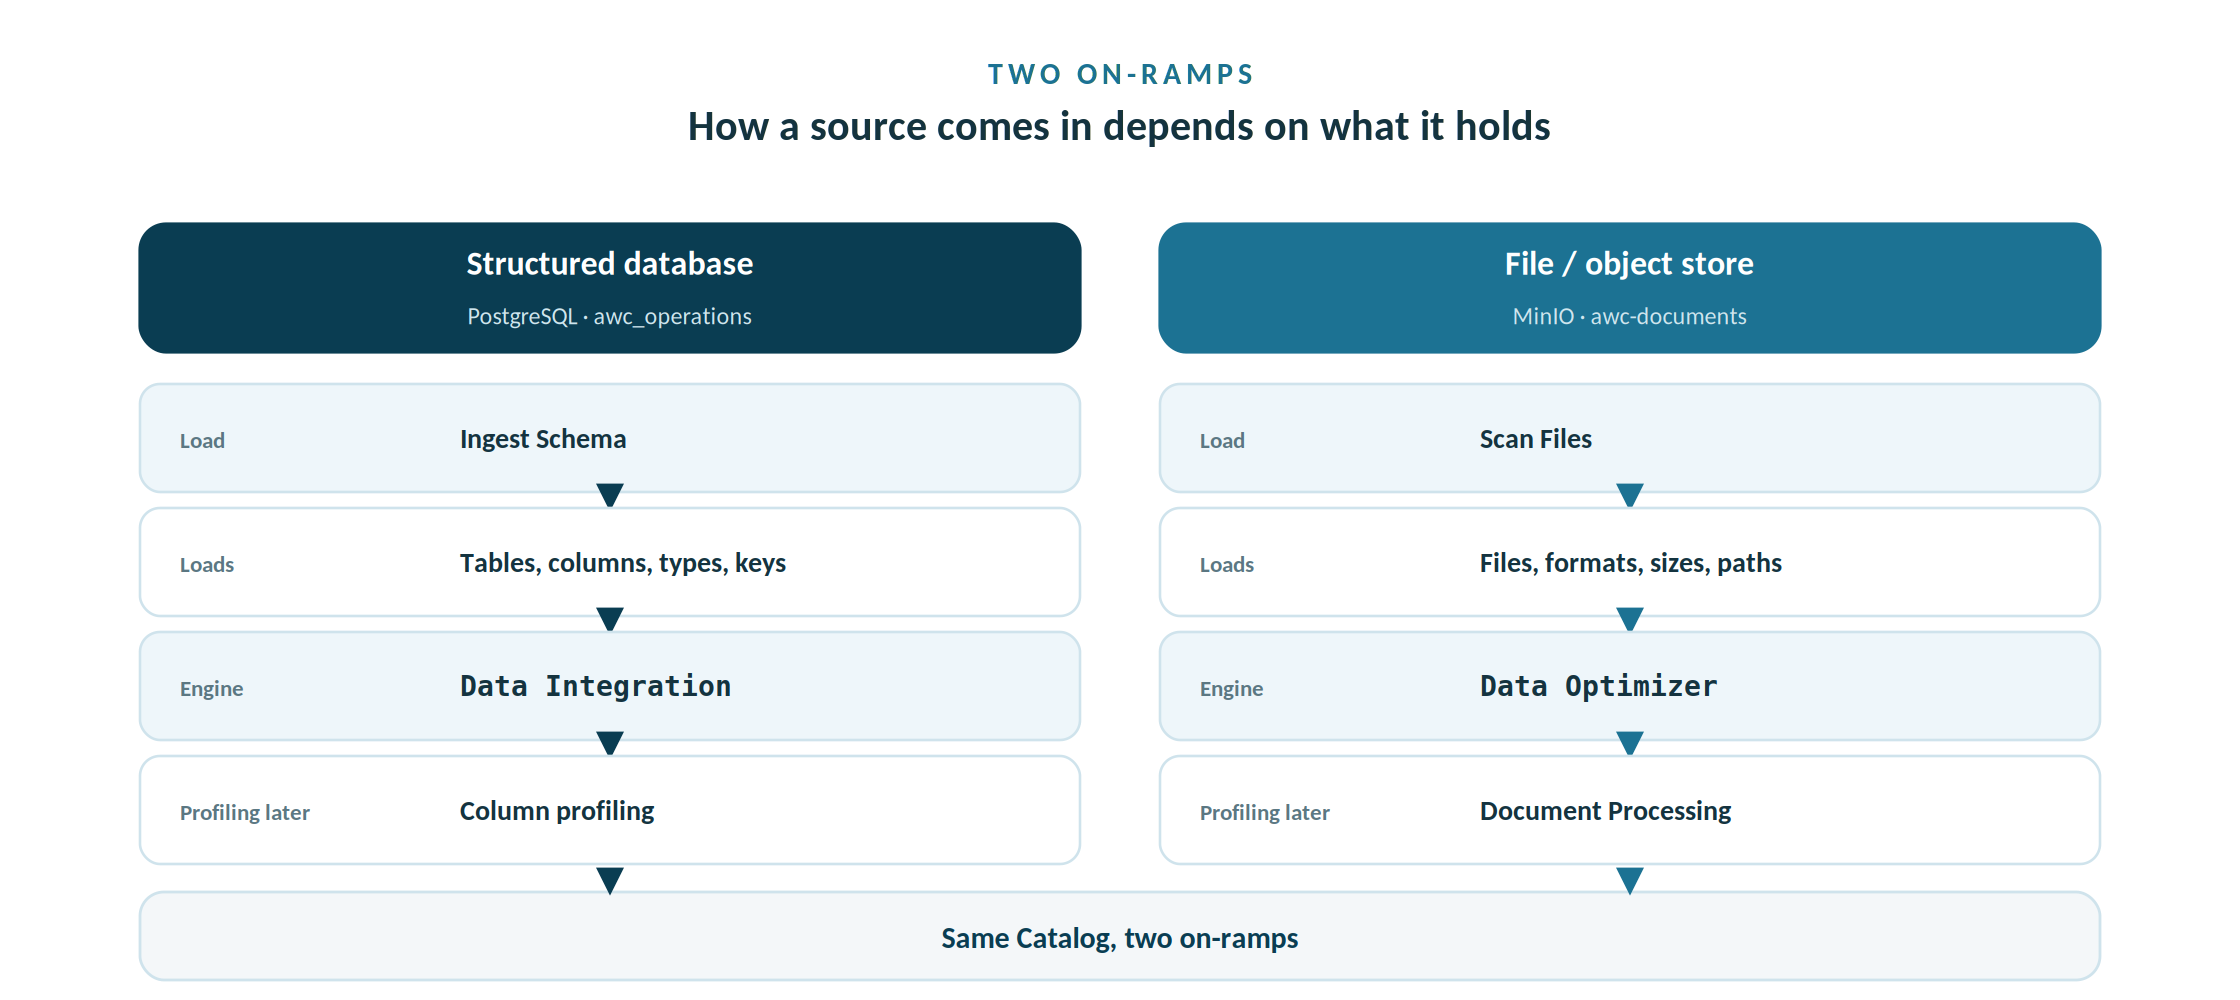 TWO ON-RAMPS
How a source comes in depends on what it holds
Structured database
PostgreSQL · awc_operations
Load
Ingest Schema
Loads
Tables, columns, types, keys
Engine
Data Integration
Profiling later
Column profiling
File / object store
MinIO · awc-documents
Load
Scan Files
Loads
Files, formats, sizes, paths
Engine
Data Optimizer
Profiling later
Document Processing
Same Catalog, two on-ramps